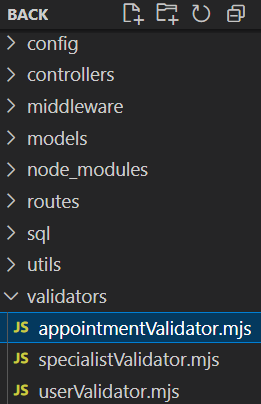 BACK
config
controllers
middleware
models
node_modules
routes
sql
utils
validators
JS appointmentValidator.mjs
JS specialistValidator.mjs
JS userValidator.mjs